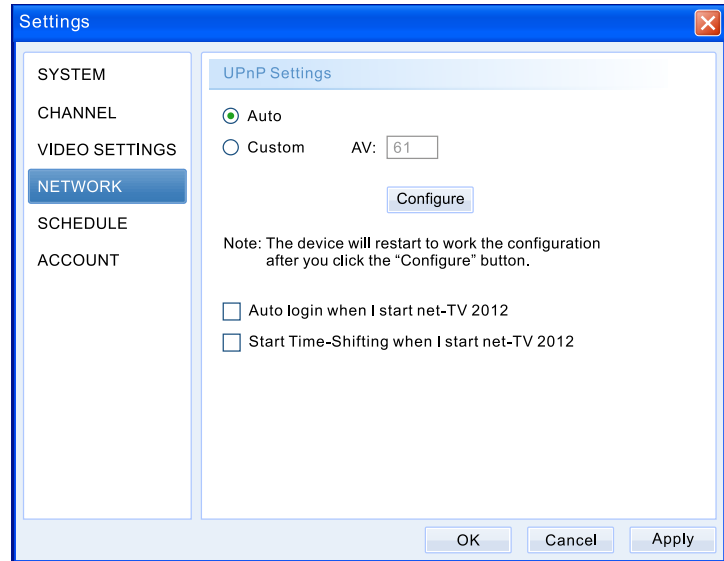 Settings
SYSTEM
CHANNEL
VIDEO SETTINGS
NETWORK
SCHEDULE
ACCOUNT
UPnP Settings
Auto
Custom AV: 61
Configure
Note: The device will restart to work the configuration
after you click the “Configure” button.
Auto login when I start net-TV 2012
Start Time-Shifting when I start net-TV 2012
OK Cancel Apply